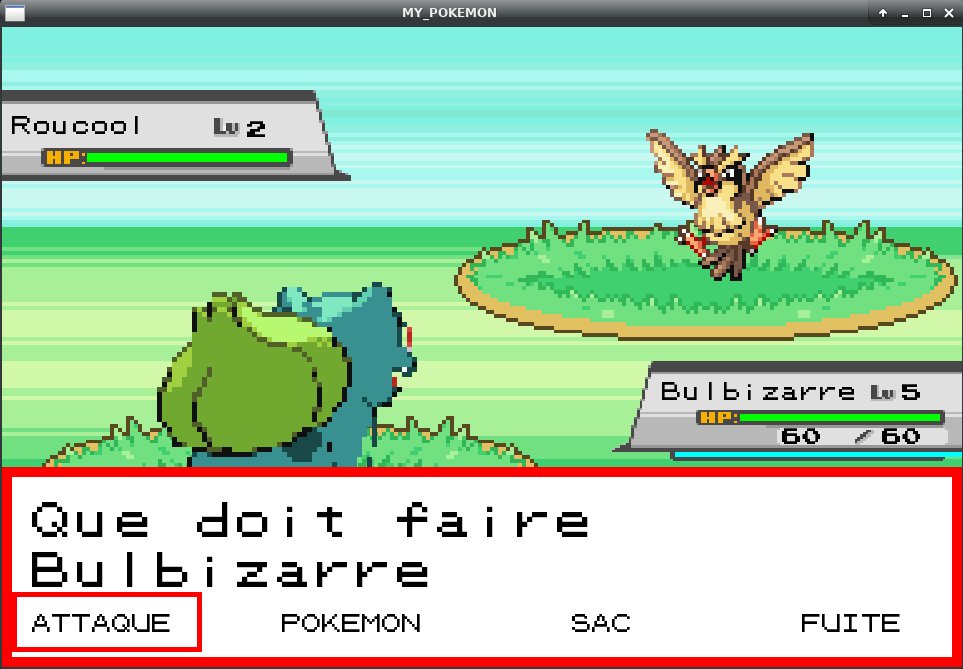 MY_POKEMON
Roucool Lv 2
HP:
Bulbizarre Lv 5
HP:
60 / 60
Que doit faire
Bulbizarre
ATTAQUE POKEMON SAC FUITE